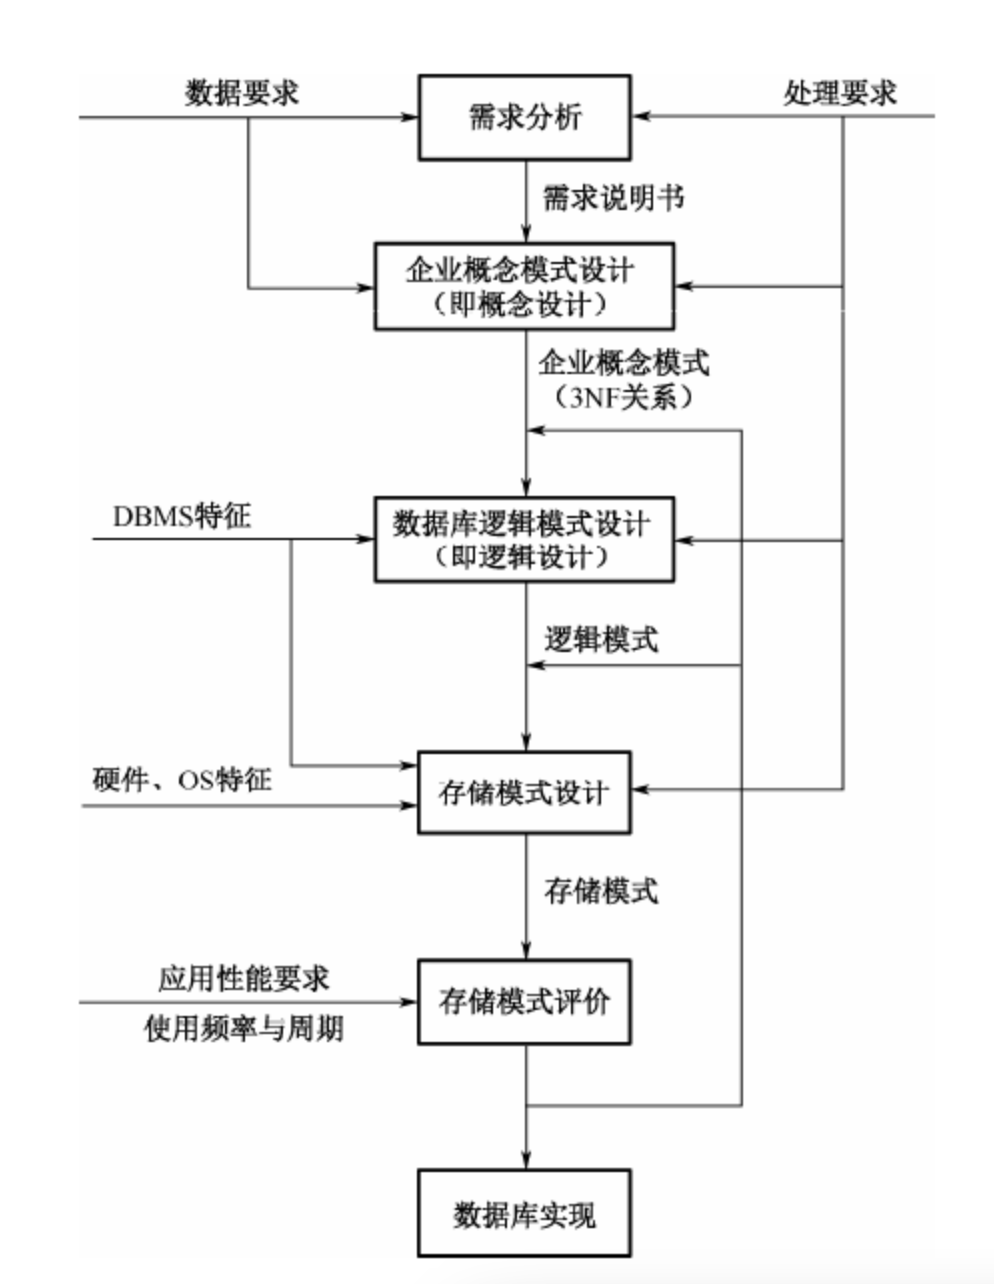 数据要求
处理要求
需求分析
需求说明书
企业概念模式设计
（即概念设计）
企业概念模式
（3NF关系）
DBMS特征
数据库逻辑模式设计
（即逻辑设计）
逻辑模式
硬件、OS特征
存储模式设计
存储模式
应用性能要求
使用频率与周期
存储模式评价
数据库实现